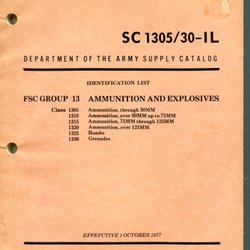 SC 1305/30-IL
DEPARTMENT OF THE ARMY SUPPLY CATALOG
IDENTIFICATION LIST
FSC GROUP 13 AMMUNITION AND EXPLOSIVES
Class 1305 Ammunition, through 30MM
1310 Ammunition, over 30MM up to 75MM
1315 Ammunition, 75MM through 125MM
1320 Ammunition, over 125MM
1325 Bombs
1330 Grenades
EFFEFCTIVE 1 OCTOBER 1977